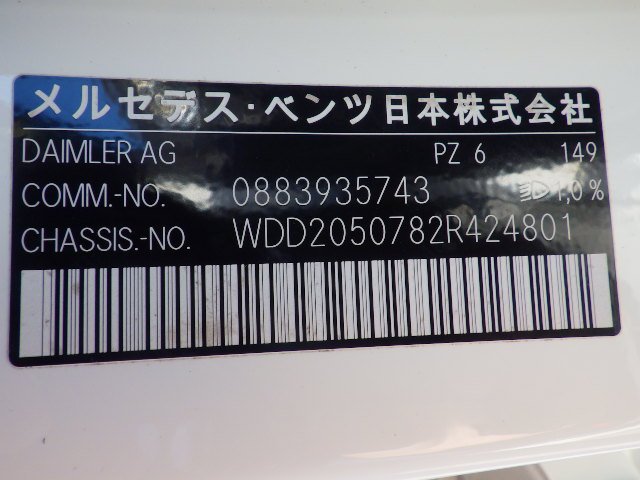 メルセデス・ベンツ日本株式会社
DAIMLER AG PZ 6 149
COMM.-NO. 0883935743 1,0 %
CHASSIS.-NO. WDD2050782R424801